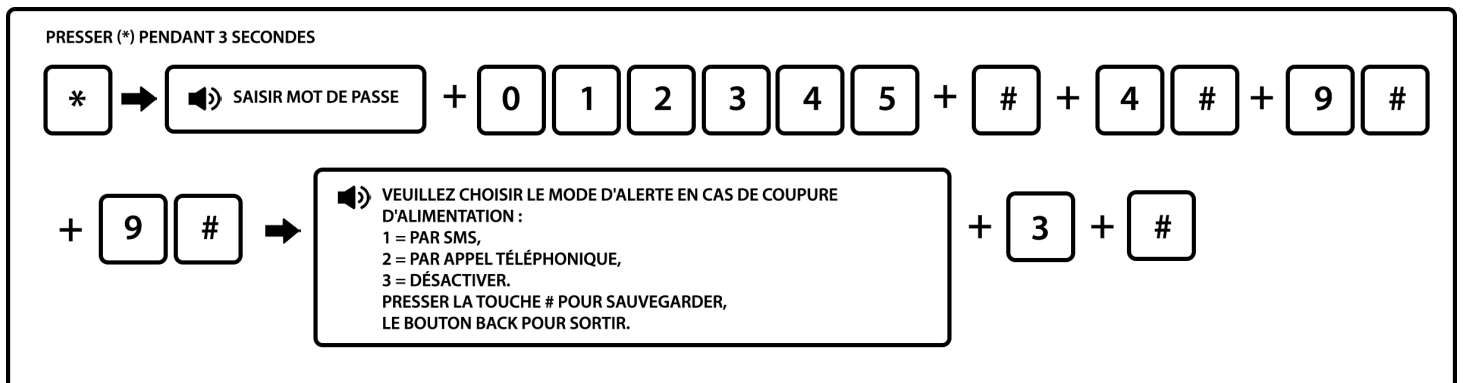 PRESSER (*) PENDANT 3 SECONDES
* SAISIR MOT DE PASSE + 0 1 2 3 4 5 + # + 4 # + 9 #
+ 9 #
VEUILLEZ CHOISIR LE MODE D'ALERTE EN CAS DE COUPURE
D'ALIMENTATION :
1 = PAR SMS,
2 = PAR APPEL TÉLÉPHONIQUE,
3 = DÉSACTIVER.
PRESSER LA TOUCHE # POUR SAUVEGARDER,
LE BOUTON BACK POUR SORTIR.
+ 3 + #